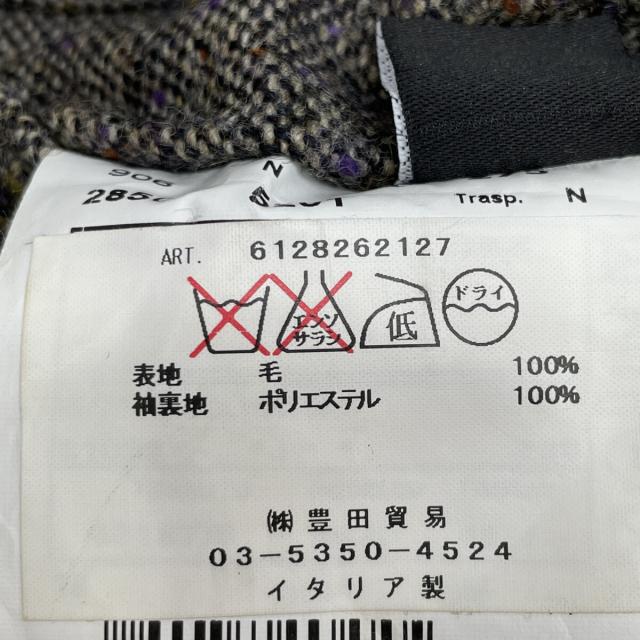 906 N
Trasp. N
ART. 6128262127
エンソ サラシ 低 ドライ
表地 毛 100%
袖裏地 ポリエステル 100%
㈱豊田貿易
03-5350-4524
イタリア製